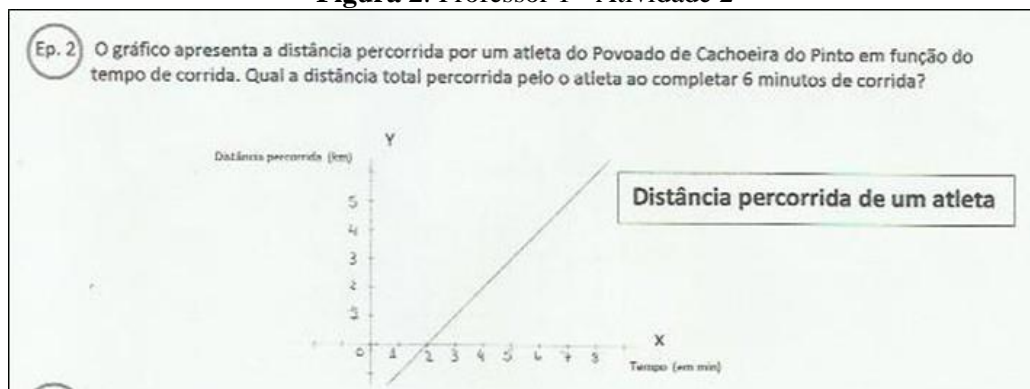 Figura 2: Professor 1 - Atividade 2
Ep. 2
O gráfico apresenta a distância percorrida por um atleta do Povoado de Cachoeira do Pinto em função do
tempo de corrida. Qual a distância total percorrida pelo o atleta ao completar 6 minutos de corrida?
Y
Distância percorrida (km)
Distância percorrida de um atleta
5
4
3
2
1
X
0 1 2 3 4 5 6 7 8
Tempo (em min)